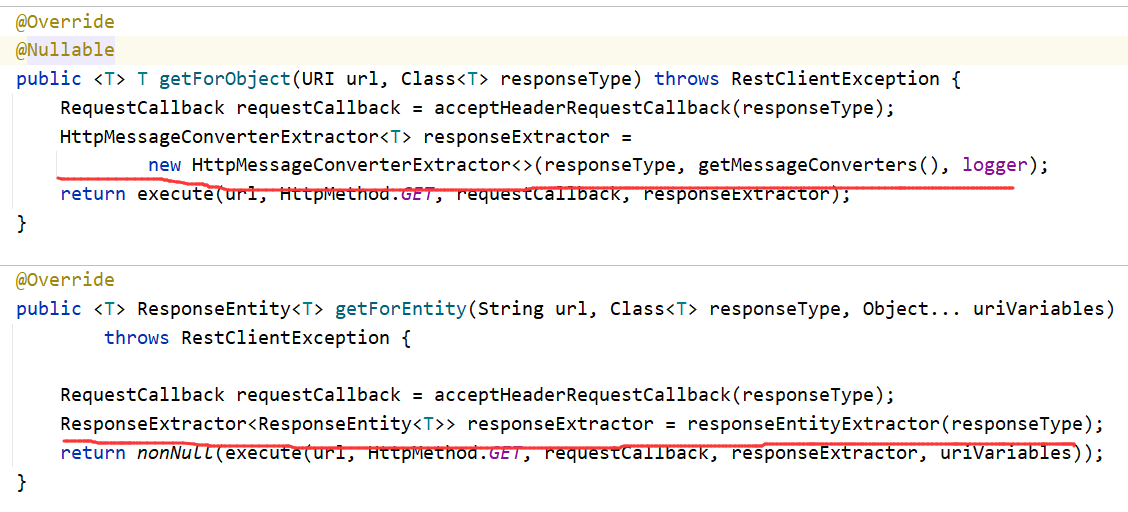 @Override
@Nullable
public <T> T getForObject(URI url, Class<T> responseType) throws RestClientException {
    RequestCallback requestCallback = acceptHeaderRequestCallback(responseType);
    HttpMessageConverterExtractor<T> responseExtractor =
            new HttpMessageConverterExtractor<>(responseType, getMessageConverters(), logger);
    return execute(url, HttpMethod.GET, requestCallback, responseExtractor);
}
@Override
public <T> ResponseEntity<T> getForEntity(String url, Class<T> responseType, Object... uriVariables)
        throws RestClientException {
    RequestCallback requestCallback = acceptHeaderRequestCallback(responseType);
    ResponseExtractor<ResponseEntity<T>> responseExtractor = responseEntityExtractor(responseType);
    return nonNull(execute(url, HttpMethod.GET, requestCallback, responseExtractor, uriVariables));
}